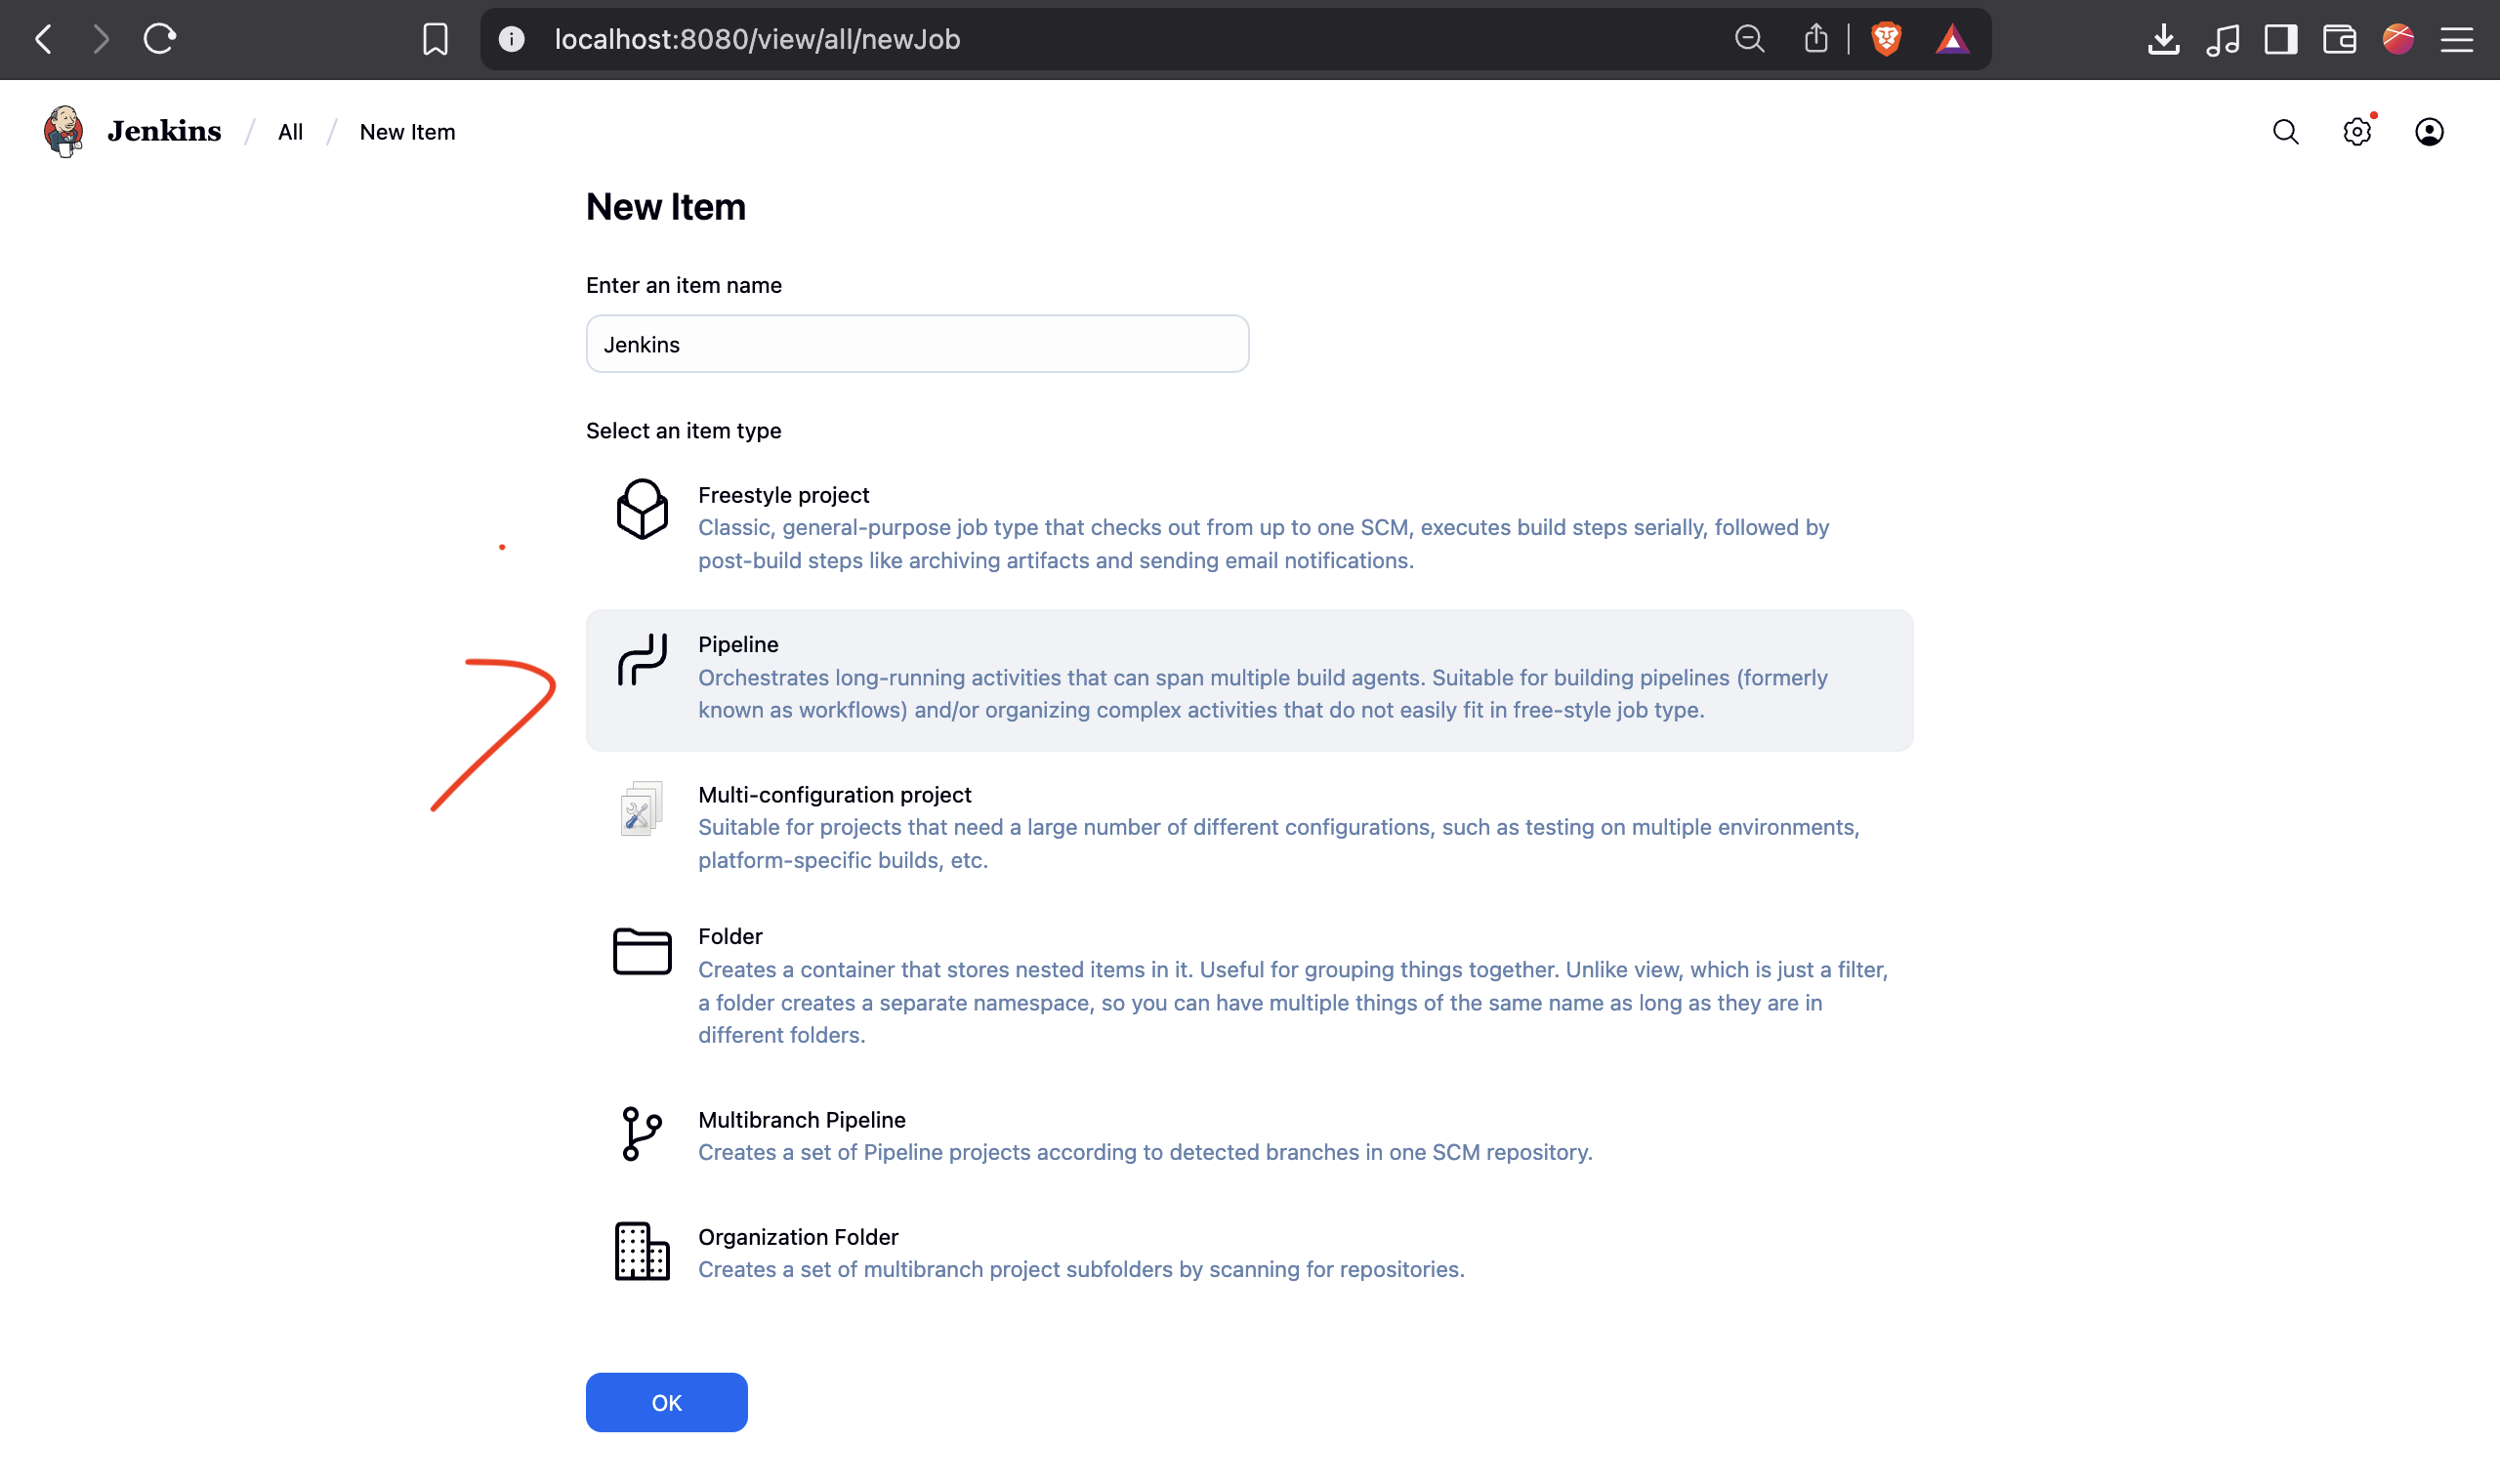 localhost:8080/view/all/newJob
Jenkins / All / New Item
New Item
Enter an item name
Jenkins
Select an item type
Freestyle project
Classic, general-purpose job type that checks out from up to one SCM, executes build steps serially, followed by
post-build steps like archiving artifacts and sending email notifications.
Pipeline
Orchestrates long-running activities that can span multiple build agents. Suitable for building pipelines (formerly
known as workflows) and/or organizing complex activities that do not easily fit in free-style job type.
Multi-configuration project
Suitable for projects that need a large number of different configurations, such as testing on multiple environments,
platform-specific builds, etc.
Folder
Creates a container that stores nested items in it. Useful for grouping things together. Unlike view, which is just a filter,
a folder creates a separate namespace, so you can have multiple things of the same name as long as they are in
different folders.
Multibranch Pipeline
Creates a set of Pipeline projects according to detected branches in one SCM repository.
Organization Folder
Creates a set of multibranch project subfolders by scanning for repositories.
OK